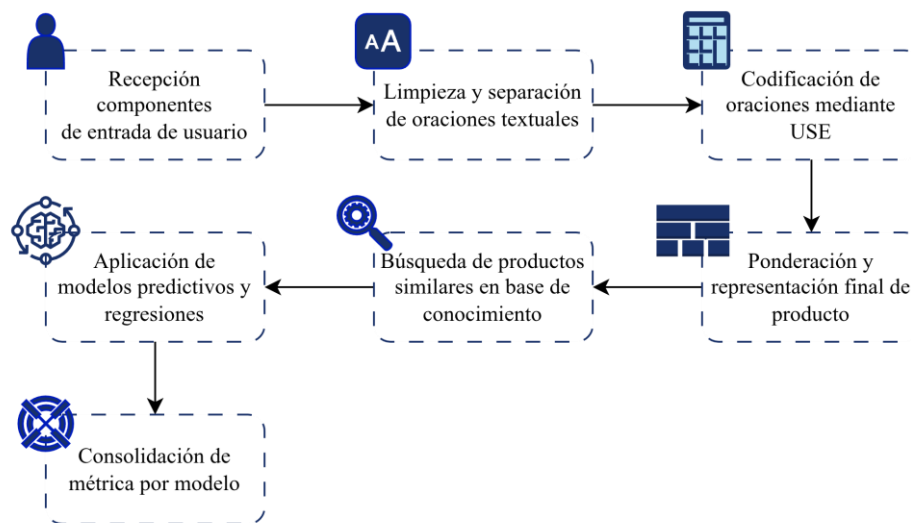 AA
Recepción
componentes
de entrada de usuario
Limpieza y separación
de oraciones textuales
Codificación de
oraciones mediante
USE
Ponderación y
representación final de
producto
Búsqueda de productos
similares en base de
conocimiento
Aplicación de
modelos predictivos y
regresiones
Consolidación de
métrica por modelo